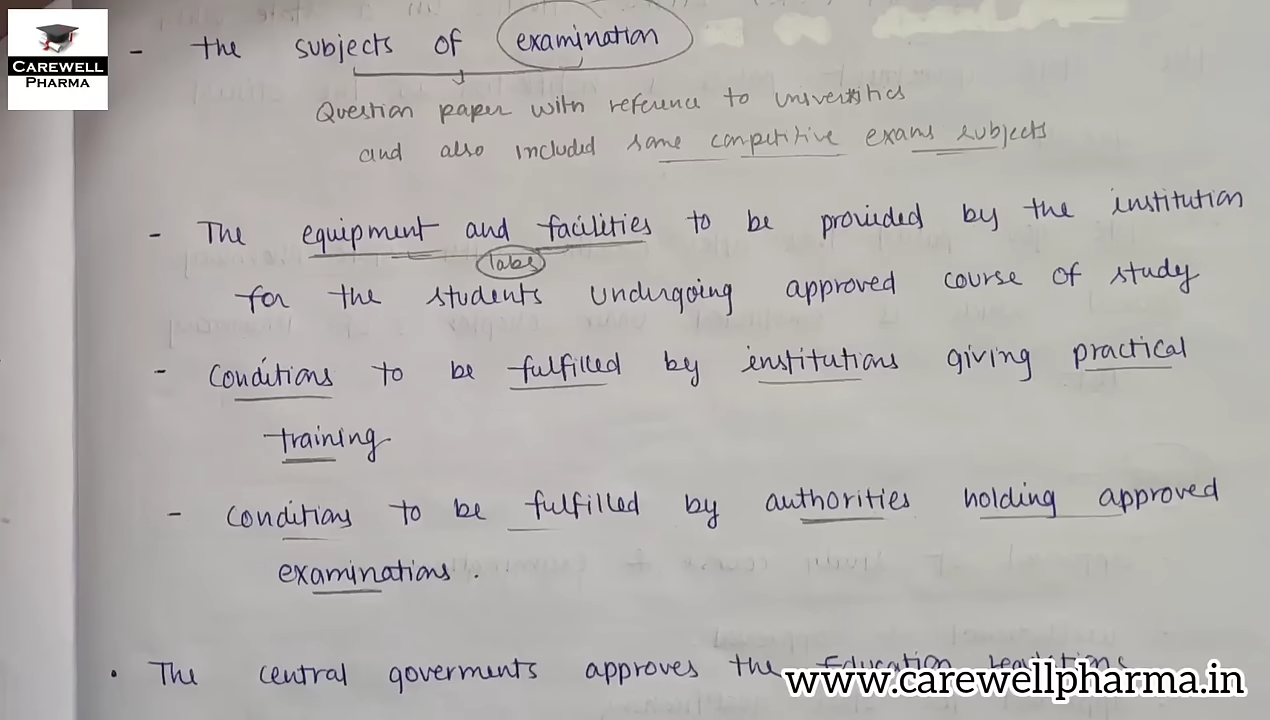 CAREWELL
PHARMA
- the subjects of examination
Question paper with reference to universitics
and also included some competitive exams subjects
- The equipment and facilities to be provided by the institution
labs
for the students undergoing approved course of study
- Conditions to be fulfilled by institutions giving practical
training
- Conditions to be fulfilled by authorities holding approved
examinations .
• The central goverments approves the Education
www.carewellpharma.in